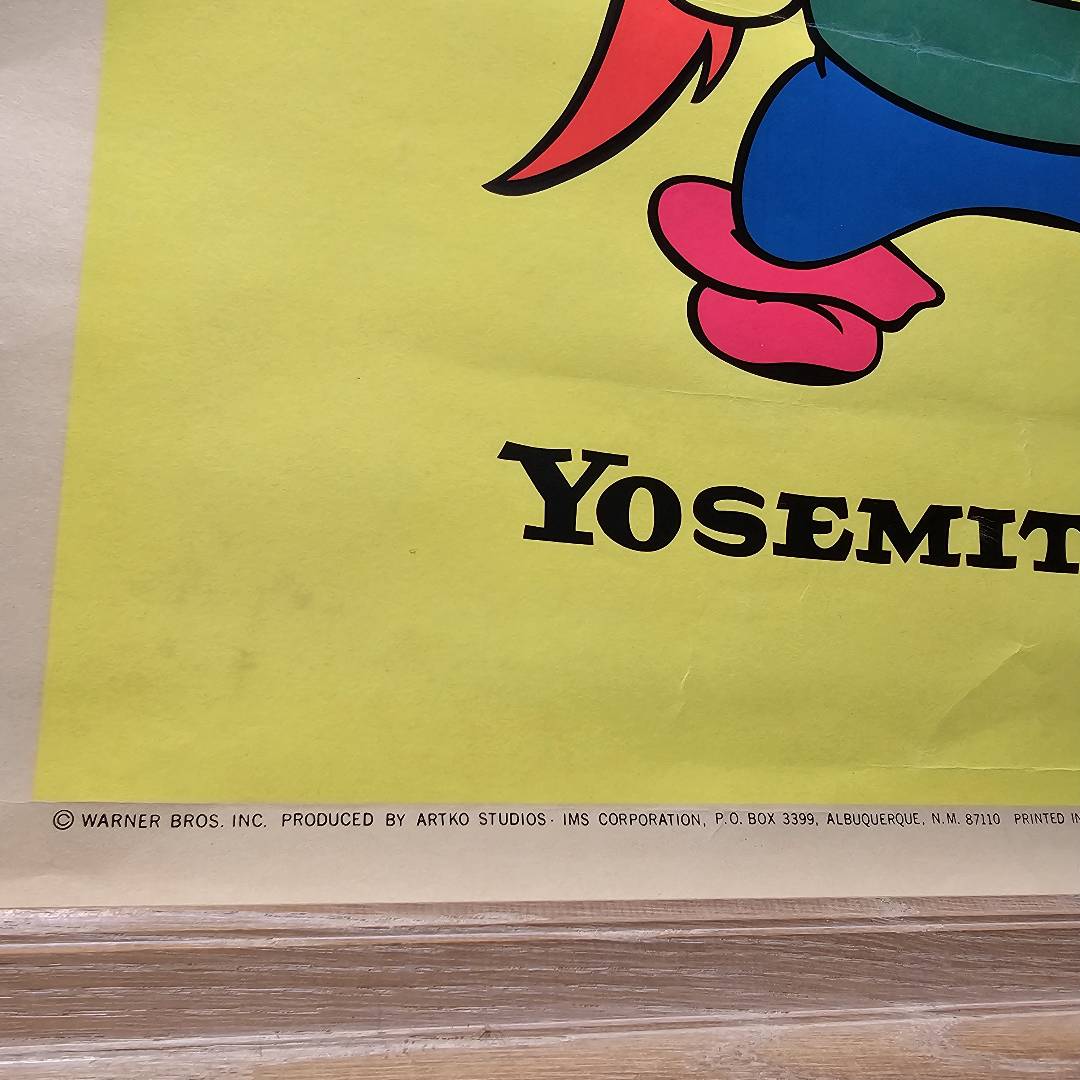 YOSEMIT
© WARNER BROS. INC. PRODUCED BY ARTKO STUDIOS · IMS CORPORATION, P.O. BOX 3399, ALBUQUERQUE, N.M. 87110 PRINTED IN